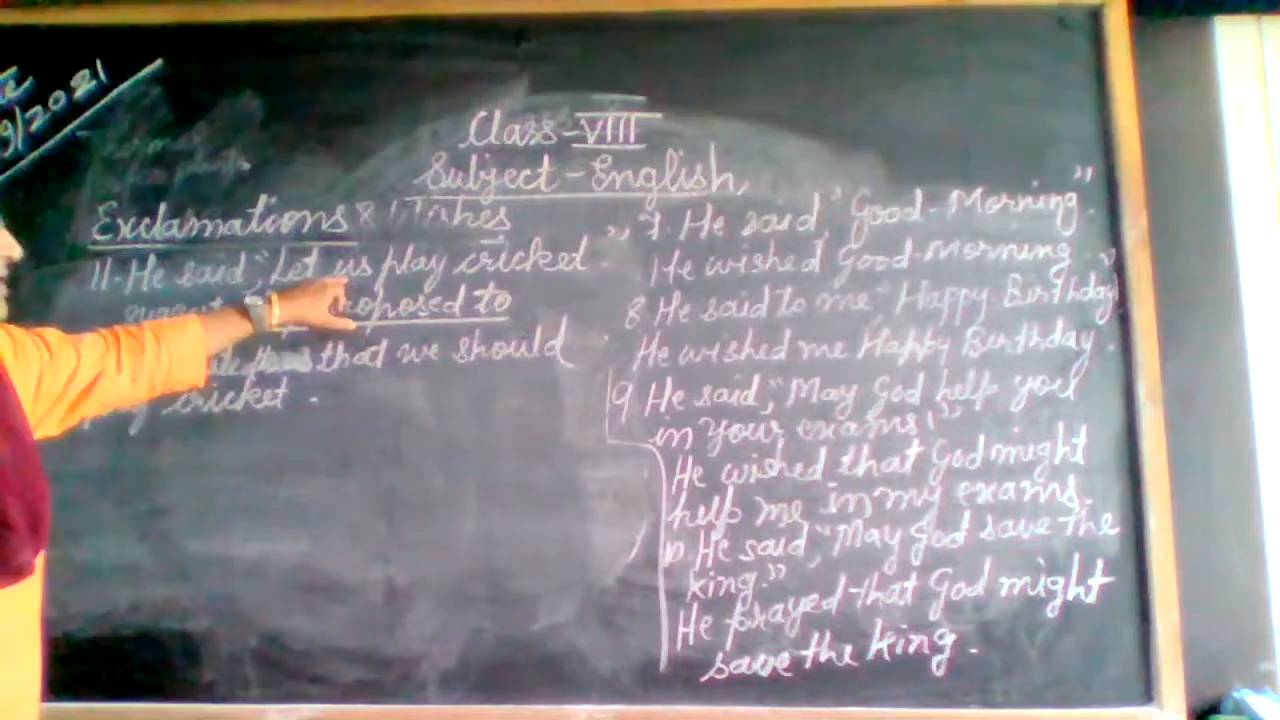 9/2021
Class-VIII
Subject-English
Exclamations & Wishes
11. He said, "Let us play cricket."
proposed to
that we should
cricket.
7. He said, "Good-Morning."
He wished Good-Morning.
8. He said to me "Happy Birthday"
He wished me Happy Birthday.
9 He said, "May God help you
in your exams!"
He wished that God might
help me in my exams.
He said, "May God save the
king."
He prayed that God might
save the king.